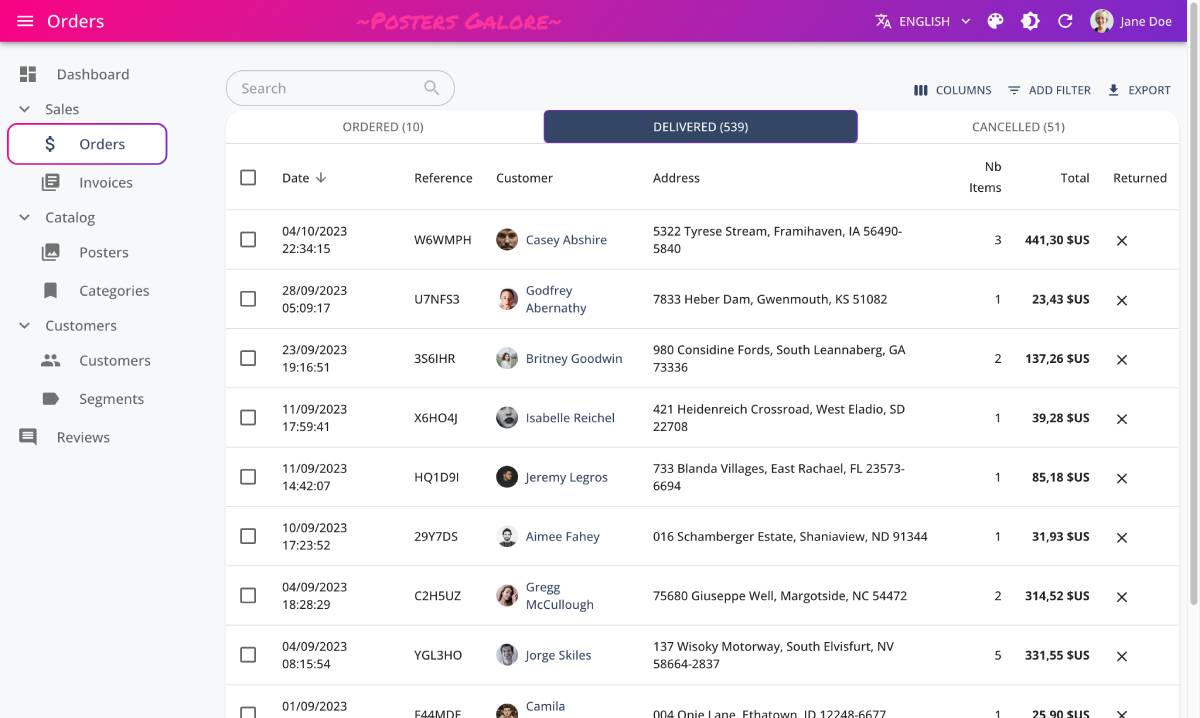 Orders
~Posters Galore~
ENGLISH
Jane Doe
Dashboard
Sales
Orders
Invoices
Catalog
Posters
Categories
Customers
Customers
Segments
Reviews
Search
COLUMNS
ADD FILTER
EXPORT
ORDERED (10)
DELIVERED (539)
CANCELLED (51)
Date
Reference
Customer
Address
Nb
Items
Total
Returned
04/10/2023
22:34:15
W6WMPH
Casey Abshire
5322 Tyrese Stream, Framihaven, IA 56490-
5840
3
441,30 $US
28/09/2023
05:09:17
U7NFS3
Godfrey
Abernathy
7833 Heber Dam, Gwenmouth, KS 51082
1
23,43 $US
23/09/2023
19:16:51
3S6IHR
Britney Goodwin
980 Considine Fords, South Leannaberg, GA
73336
2
137,26 $US
11/09/2023
17:59:41
X6HO4J
Isabelle Reichel
421 Heidenreich Crossroad, West Eladio, SD
22708
1
39,28 $US
11/09/2023
14:42:07
HQ1D9I
Jeremy Legros
733 Blanda Villages, East Rachael, FL 23573-
6694
1
85,18 $US
10/09/2023
17:23:52
29Y7DS
Aimee Fahey
016 Schamberger Estate, Shaniaview, ND 91344
1
31,93 $US
04/09/2023
18:28:29
C2H5UZ
Gregg
McCullough
75680 Giuseppe Well, Margotside, NC 54472
2
314,52 $US
04/09/2023
08:15:54
YGL3HO
Jorge Skiles
137 Wisoky Motorway, South Elvisfurt, NV
58664-2837
5
331,55 $US
01/09/2023
F44MDE
Camila
004 Opie Lane, Ethatown, ID 12248-6677
1
25,90 $US